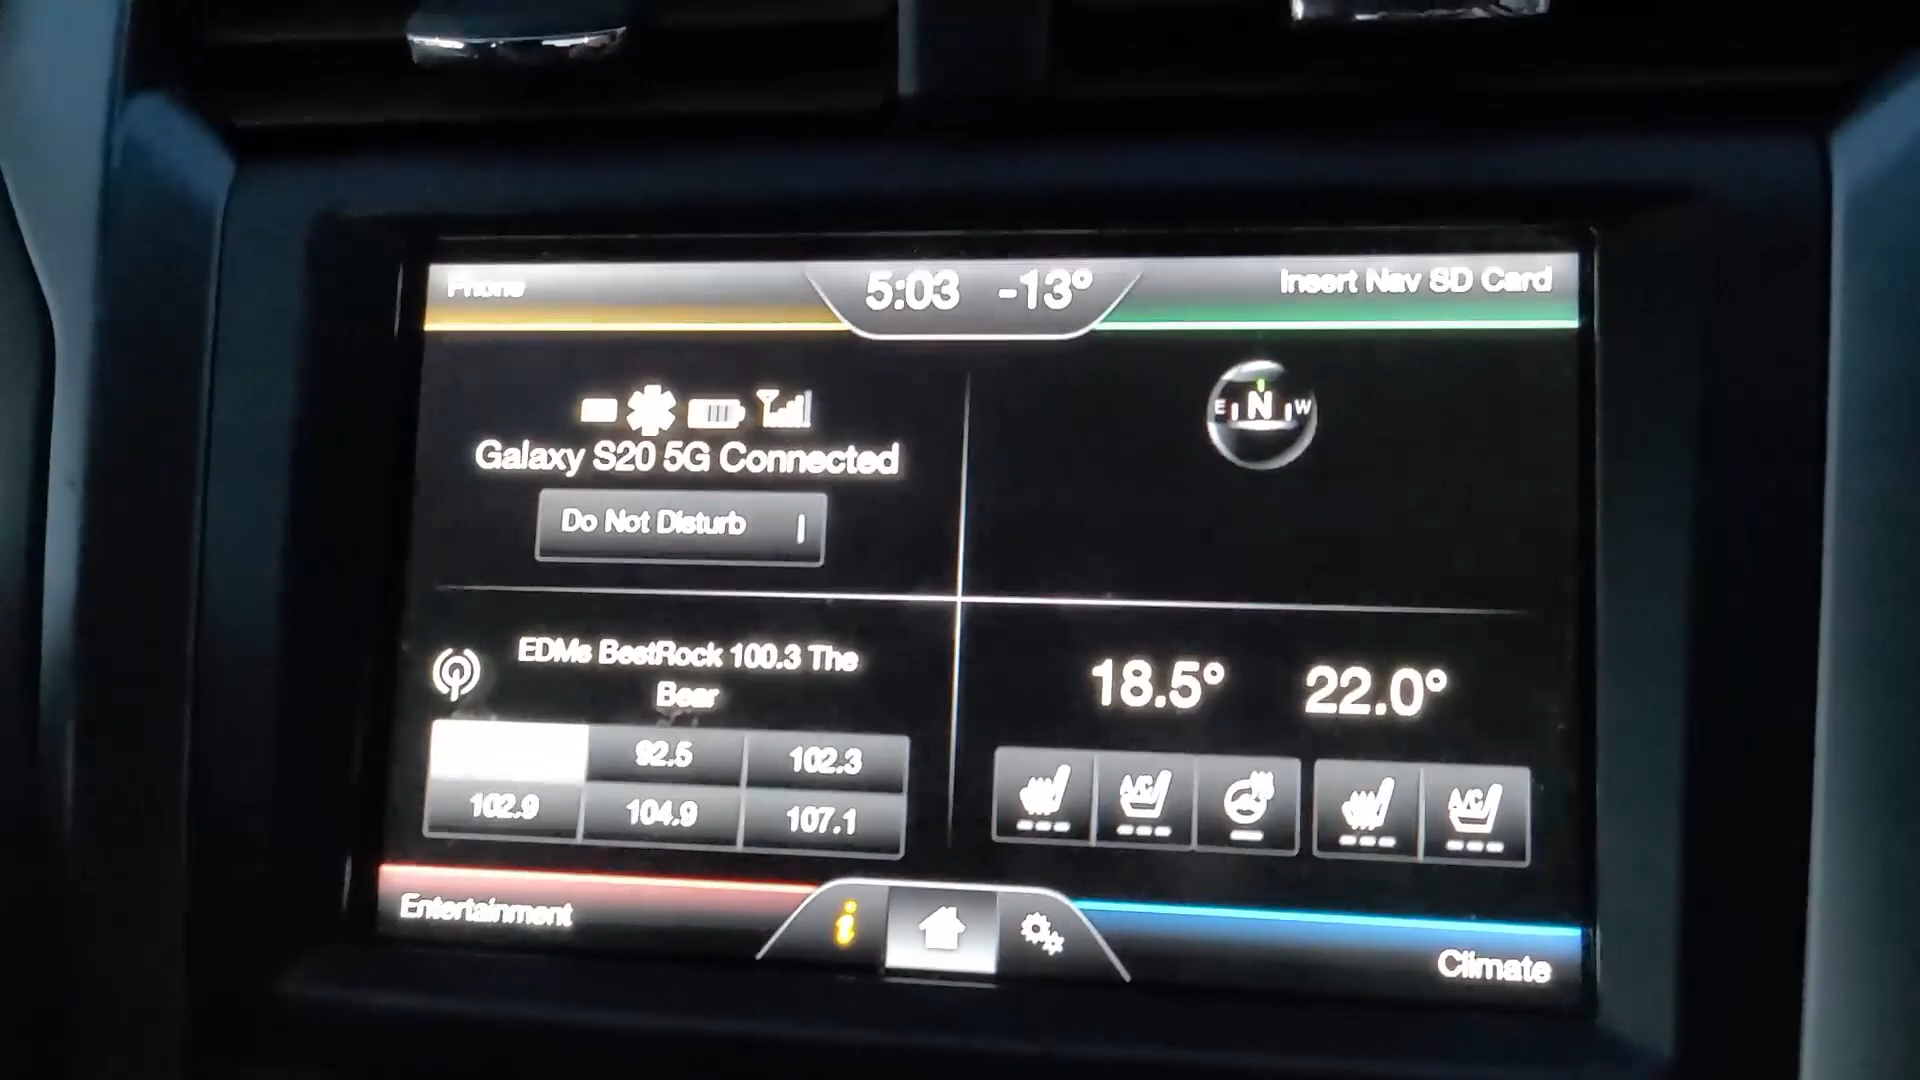 Phone
5:03 -13°
Insert Nav SD Card
E N W
Galaxy S20 5G Connected
Do Not Disturb
EDMs BestRock 100.3 The
Bear
92.5 102.3
102.9 104.9 107.1
18.5° 22.0°
A/C A/C
Entertainment
i
Climate